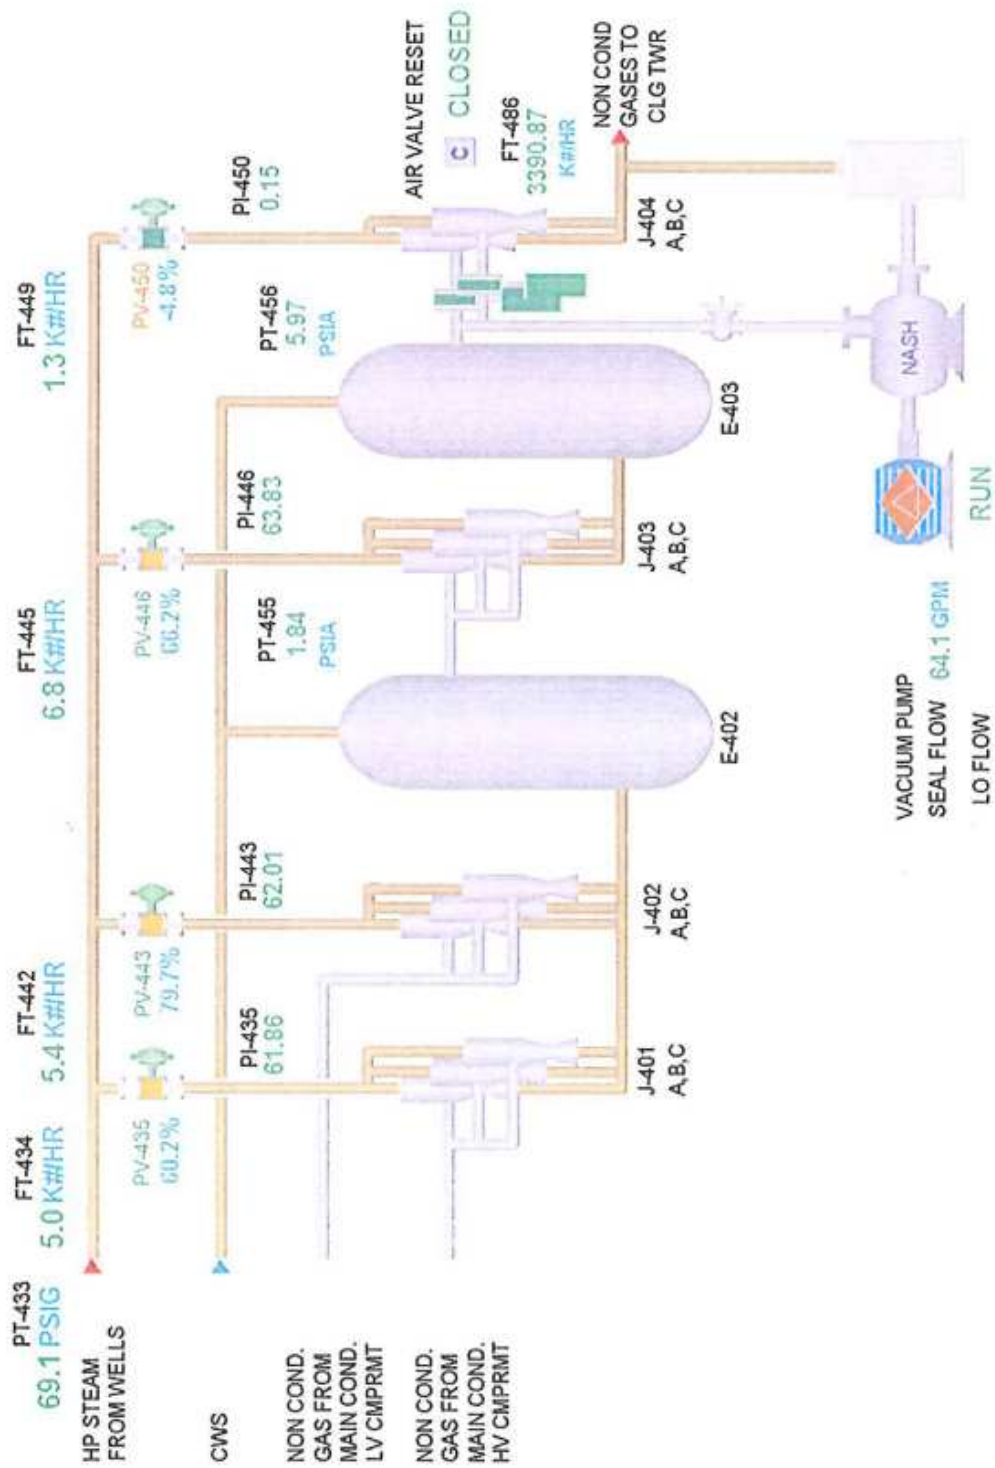 PT-433
69.1 PSIG
FT-434
5.0 K#/HR
FT-442
5.4 K#/HR
FT-445
6.8 K#/HR
FT-449
1.3 K#/HR
HP STEAM
FROM WELLS
PV-435
60.2%
PV-443
79.7%
PV-446
66.2%
PV-450
-4.8%
CWS
PI-435
61.86
PI-443
62.01
PI-446
63.83
PI-450
0.15
PT-455
1.84
PSIA
PT-456
5.97
PSIA
NON COND.
GAS FROM
MAIN COND.
LV CMPRMT
NON COND.
GAS FROM
MAIN COND.
HV CMPRMT
AIR VALVE RESET
C CLOSED
FT-486
3390.87
K#/HR
NON COND
GASES TO
CLG TWR
J-401
A,B,C
J-402
A,B,C
E-402
J-403
A,B,C
E-403
J-404
A,B,C
NASH
RUN
VACUUM PUMP
SEAL FLOW 64.1 GPM
LO FLOW